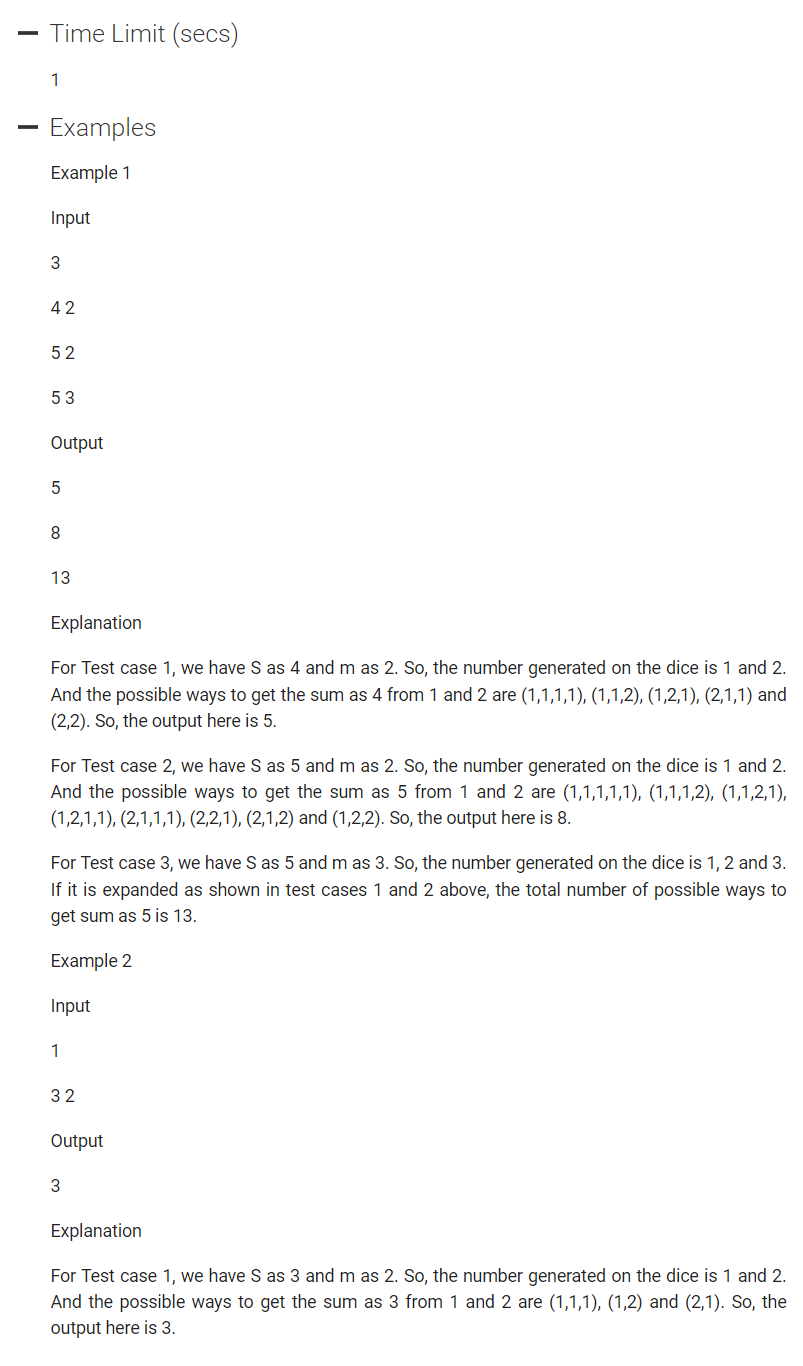 Time Limit (secs)
1
Examples
Example 1
Input
3
4 2
5 2
5 3
Output
5
8
13
Explanation
For Test case 1, we have S as 4 and m as 2. So, the number generated on the dice is 1 and 2.
And the possible ways to get the sum as 4 from 1 and 2 are (1,1,1,1), (1,1,2), (1,2,1), (2,1,1) and
(2,2). So, the output here is 5.
For Test case 2, we have S as 5 and m as 2. So, the number generated on the dice is 1 and 2.
And the possible ways to get the sum as 5 from 1 and 2 are (1,1,1,1,1), (1,1,1,2), (1,1,2,1),
(1,2,1,1), (2,1,1,1), (2,2,1), (2,1,2) and (1,2,2). So, the output here is 8.
For Test case 3, we have S as 5 and m as 3. So, the number generated on the dice is 1, 2 and 3.
If it is expanded as shown in test cases 1 and 2 above, the total number of possible ways to
get sum as 5 is 13.
Example 2
Input
1
3 2
Output
3
Explanation
For Test case 1, we have S as 3 and m as 2. So, the number generated on the dice is 1 and 2.
And the possible ways to get the sum as 3 from 1 and 2 are (1,1,1), (1,2) and (2,1). So, the
output here is 3.